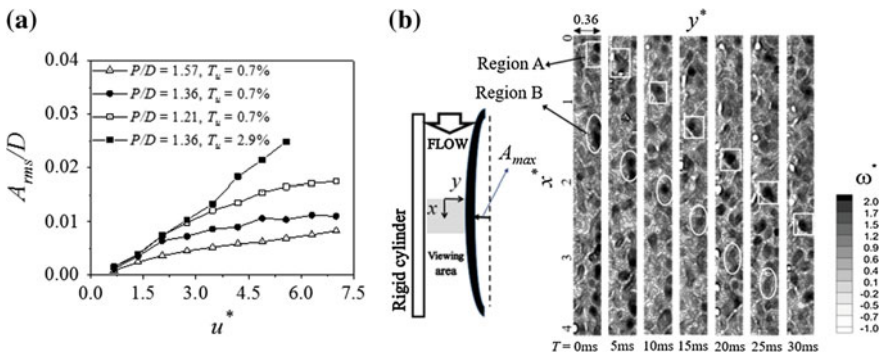 (a)
0.04
0.03
0.02
0.01
0.00
A_rms/D
P/D = 1.57, T_u = 0.7%
P/D = 1.36, T_u = 0.7%
P/D = 1.21, T_u = 0.7%
P/D = 1.36, T_u = 2.9%
0.0 1.5 3.0 4.5 6.0 7.5
u*
(b)
0.36
y*
Region A
Region B
FLOW
A_max
y
x
Viewing
area
Rigid cylinder
x*
0
1
2
3
4
T = 0ms 5ms 10ms 15ms 20ms 25ms 30ms
ω*
2.0
1.9
1.6
1.3
1.0
0.7
0.4
0.1
-0.2
-0.5
-0.7
-1.0